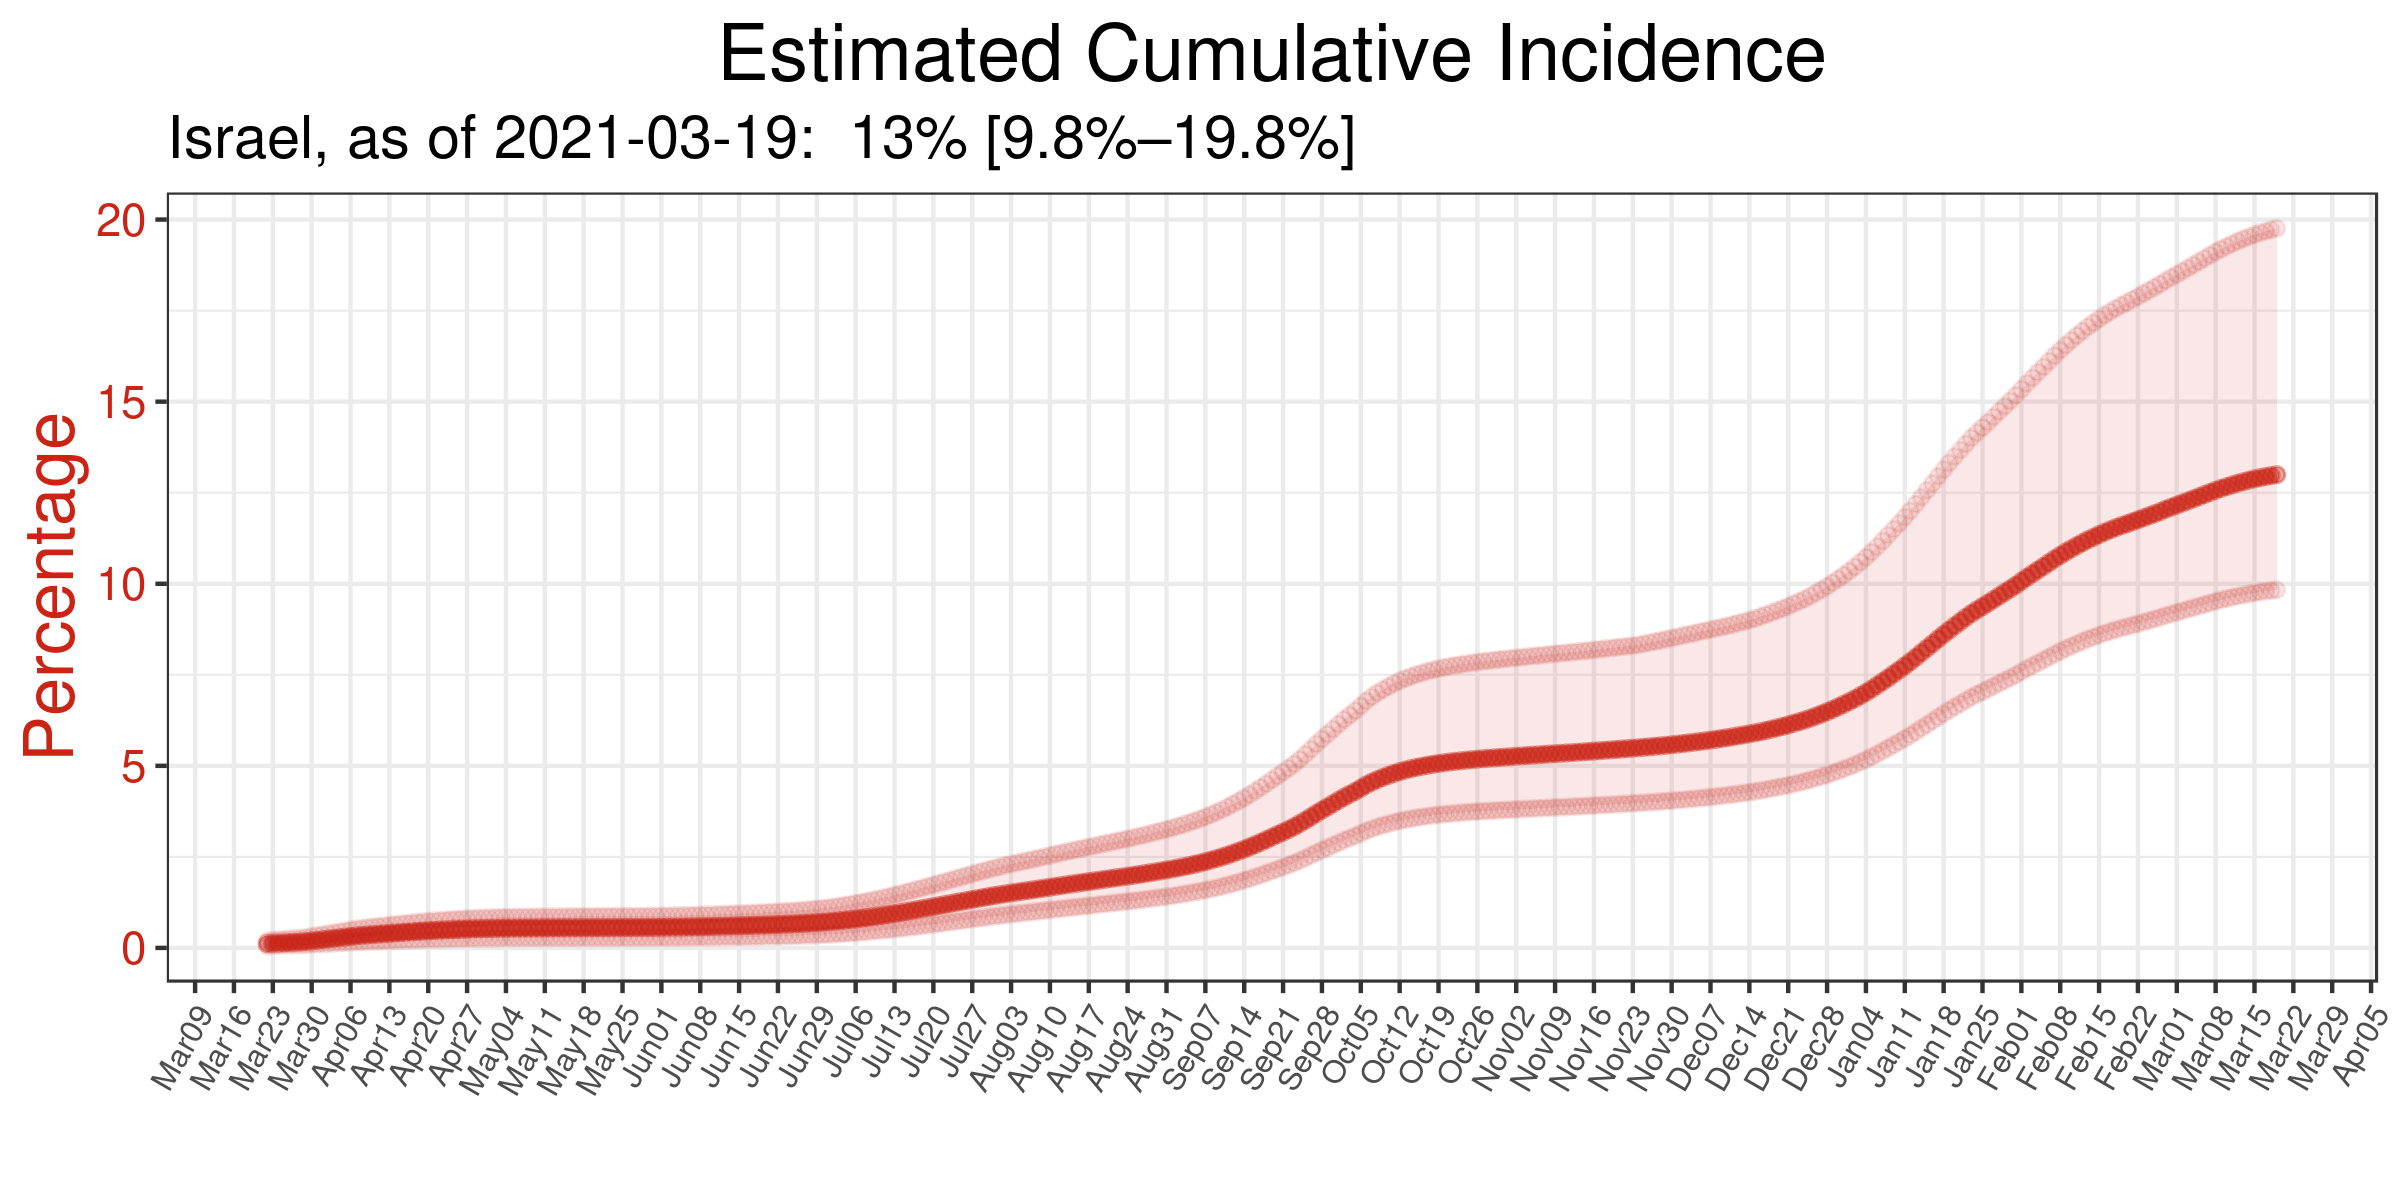 Estimated Cumulative Incidence
Israel, as of 2021-03-19:  13% [9.8%–19.8%]
Percentage
20
15
10
5
0
Mar09
Mar16
Mar23
Mar30
Apr06
Apr13
Apr20
Apr27
May04
May11
May18
May25
Jun01
Jun08
Jun15
Jun22
Jun29
Jul06
Jul13
Jul20
Jul27
Aug03
Aug10
Aug17
Aug24
Aug31
Sep07
Sep14
Sep21
Sep28
Oct05
Oct12
Oct19
Oct26
Nov02
Nov09
Nov16
Nov23
Nov30
Dec07
Dec14
Dec21
Dec28
Jan04
Jan11
Jan18
Jan25
Feb01
Feb08
Feb15
Feb22
Mar01
Mar08
Mar15
Mar22
Mar29
Apr05